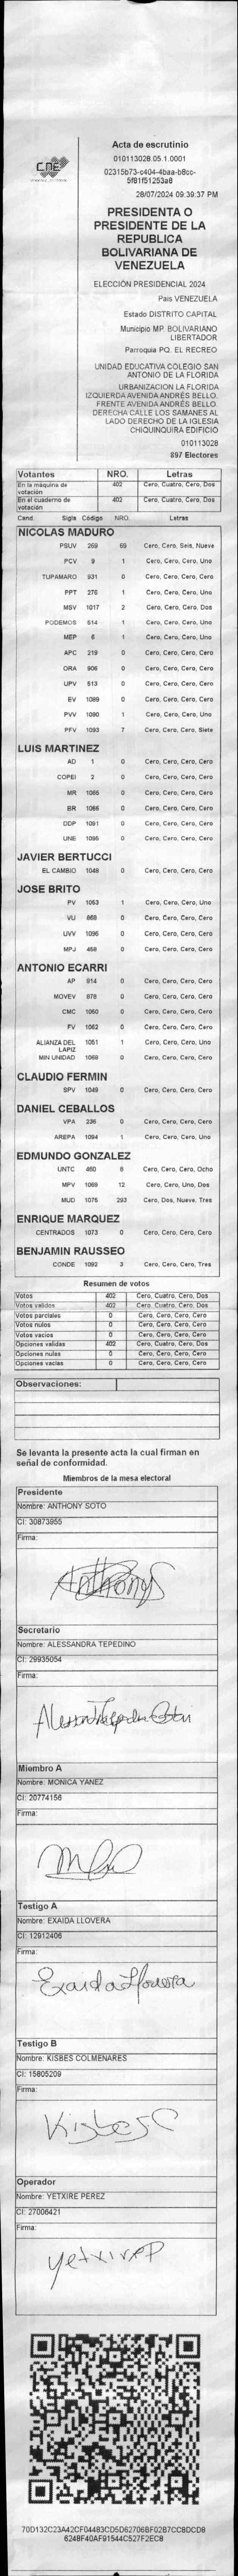 CNE
Acta de escrutinio
010113028.05.1.0001
02315b73-c404-4baa-b8cc-
5f81f51253a8
28/07/2024 09:39:37 PM
PRESIDENTA O
PRESIDENTE DE LA
REPUBLICA
BOLIVARIANA DE
VENEZUELA
ELECCIÓN PRESIDENCIAL 2024
Pais VENEZUELA
Estado DISTRITO CAPITAL
Municipio MP. BOLIVARIANO
LIBERTADOR
Parroquia PQ. EL RECREO
UNIDAD EDUCATIVA COLEGIO SAN
ANTONIO DE LA FLORIDA
URBANIZACION LA FLORIDA
IZQUIERDA AVENIDA ANDRÉS BELLO.
FRENTE AVENIDA ANDRÉS BELLO.
DERECHA CALLE LOS SAMANES AL
LADO DERECHO DE LA IGLESIA
CHIQUINQUIRA EDIFICIO
010113028
897 Electores
Votantes NRO. Letras
En la máquina de votación 402 Cero, Cuatro, Cero, Dos
En el cuaderno de votación 402 Cero, Cuatro, Cero, Dos
Cand. Sigla Código NRO. Letras
NICOLAS MADURO
PSUV 269 69 Cero, Cero, Seis, Nueve
PCV 9 1 Cero, Cero, Cero, Uno
TUPAMARO 931 0 Cero, Cero, Cero, Cero
PPT 276 1 Cero, Cero, Cero, Uno
MSV 1017 2 Cero, Cero, Cero, Dos
PODEMOS 514 1 Cero, Cero, Cero, Uno
MEP 6 1 Cero, Cero, Cero, Uno
APC 219 0 Cero, Cero, Cero, Cero
ORA 906 0 Cero, Cero, Cero, Cero
UPV 513 0 Cero, Cero, Cero, Cero
EV 1089 0 Cero, Cero, Cero, Cero
PVV 1090 1 Cero, Cero, Cero, Uno
PFV 1093 7 Cero, Cero, Cero, Siete
LUIS MARTINEZ
AD 1 0 Cero, Cero, Cero, Cero
COPEI 2 0 Cero, Cero, Cero, Cero
MR 1065 0 Cero, Cero, Cero, Cero
BR 1066 0 Cero, Cero, Cero, Cero
DDP 1091 0 Cero, Cero, Cero, Cero
UNE 1095 0 Cero, Cero, Cero, Cero
JAVIER BERTUCCI
EL CAMBIO 1048 0 Cero, Cero, Cero, Cero
JOSE BRITO
PV 1053 1 Cero, Cero, Cero, Uno
VU 868 0 Cero, Cero, Cero, Cero
UVV 1096 0 Cero, Cero, Cero, Cero
MPJ 458 0 Cero, Cero, Cero, Cero
ANTONIO ECARRI
AP 814 0 Cero, Cero, Cero, Cero
MOVEV 878 0 Cero, Cero, Cero, Cero
CMC 1050 0 Cero, Cero, Cero, Cero
FV 1062 0 Cero, Cero, Cero, Cero
ALIANZA DEL LAPIZ 1051 1 Cero, Cero, Cero, Uno
MIN UNIDAD 1068 0 Cero, Cero, Cero, Cero
CLAUDIO FERMIN
SPV 1049 0 Cero, Cero, Cero, Cero
DANIEL CEBALLOS
VPA 236 0 Cero, Cero, Cero, Cero
AREPA 1094 1 Cero, Cero, Cero, Uno
EDMUNDO GONZALEZ
UNTC 460 8 Cero, Cero, Cero, Ocho
MPV 1069 12 Cero, Cero, Uno, Dos
MUD 1075 293 Cero, Dos, Nueve, Tres
ENRIQUE MARQUEZ
CENTRADOS 1073 0 Cero, Cero, Cero, Cero
BENJAMIN RAUSSEO
CONDE 1092 3 Cero, Cero, Cero, Tres
Resumen de votos
Votos 402 Cero, Cuatro, Cero, Dos
Votos validos 402 Cero, Cuatro, Cero, Dos
Votos parciales 0 Cero, Cero, Cero, Cero
Votos nulos 0 Cero, Cero, Cero, Cero
Votos vacios 0 Cero, Cero, Cero, Cero
Opciones validas 402 Cero, Cuatro, Cero, Dos
Opciones nulas 0 Cero, Cero, Cero, Cero
Opciones vacias 0 Cero, Cero, Cero, Cero
Observaciones:
Se levanta la presente acta la cual firman en
señal de conformidad.
Miembros de la mesa electoral
Presidente
Nombre: ANTHONY SOTO
CI: 30873955
Firma:
Anthony S
Secretario
Nombre: ALESSANDRA TEPEDINO
CI: 29935054
Firma:
Miembro A
Nombre: MONICA YANEZ
CI: 20774156
Firma:
Testigo A
Nombre: EXAIDA LLOVERA
CI: 12912406
Firma:
Exaida Llovera
Testigo B
Nombre: KISBES COLMENARES
CI: 15805209
Firma:
Kisbes C
Operador
Nombre: YETXIRE PEREZ
CI: 27006421
Firma:
yetxire P
70D132C23A42CF04483CD5D62706BF02B7CC8DCD8
6248F40AF91544C527F2EC8